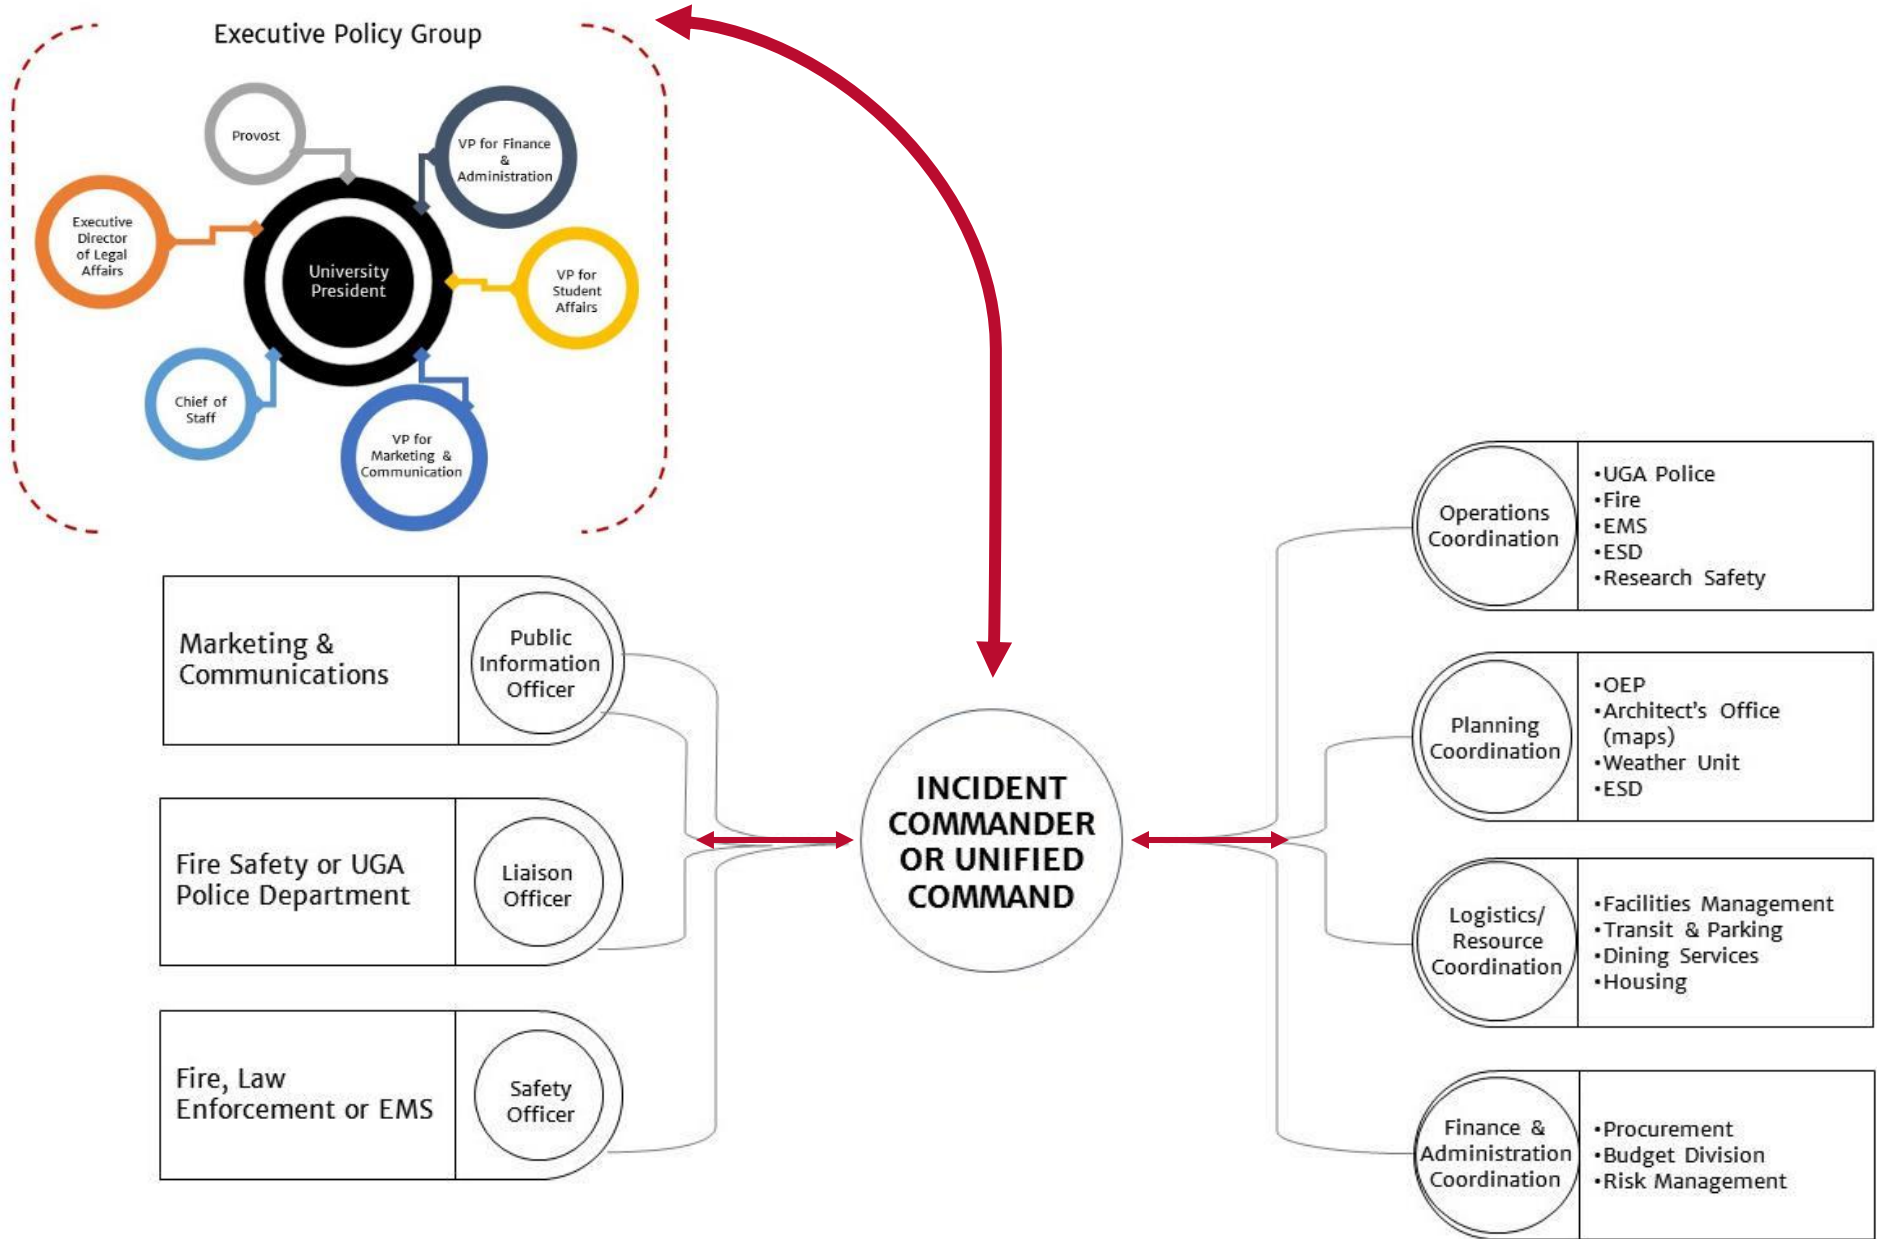 Executive Policy Group
Provost
VP for Finance
&
Administration
Executive
Director
of Legal
Affairs
University
President
VP for
Student
Affairs
Chief of
Staff
VP for
Marketing &
Communication
Marketing &
Communications
Public
Information
Officer
Fire Safety or UGA
Police Department
Liaison
Officer
Fire, Law
Enforcement or EMS
Safety
Officer
INCIDENT
COMMANDER
OR UNIFIED
COMMAND
Operations
Coordination
•UGA Police
•Fire
•EMS
•ESD
•Research Safety
Planning
Coordination
•OEP
•Architect's Office
(maps)
•Weather Unit
•ESD
Logistics/
Resource
Coordination
•Facilities Management
•Transit & Parking
•Dining Services
•Housing
Finance &
Administration
Coordination
•Procurement
•Budget Division
•Risk Management